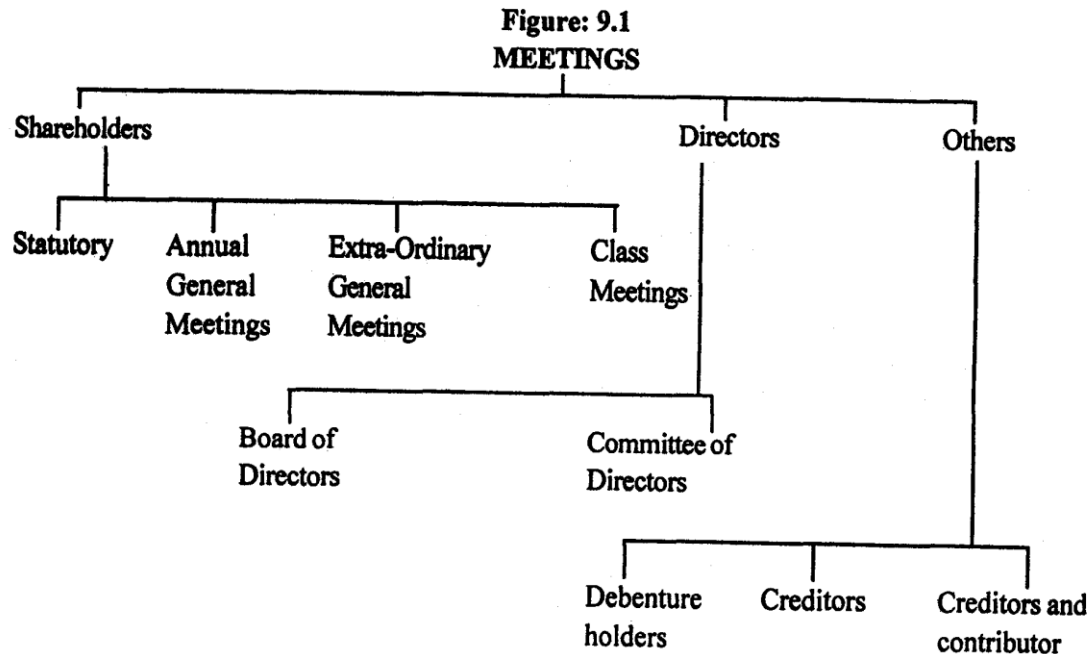 Figure: 9.1
MEETINGS
Shareholders
Directors
Others
Statutory
Annual
General
Meetings
Extra-Ordinary
General
Meetings
Class
Meetings
Board of
Directors
Committee of
Directors
Debenture
holders
Creditors
Creditors and
contributor